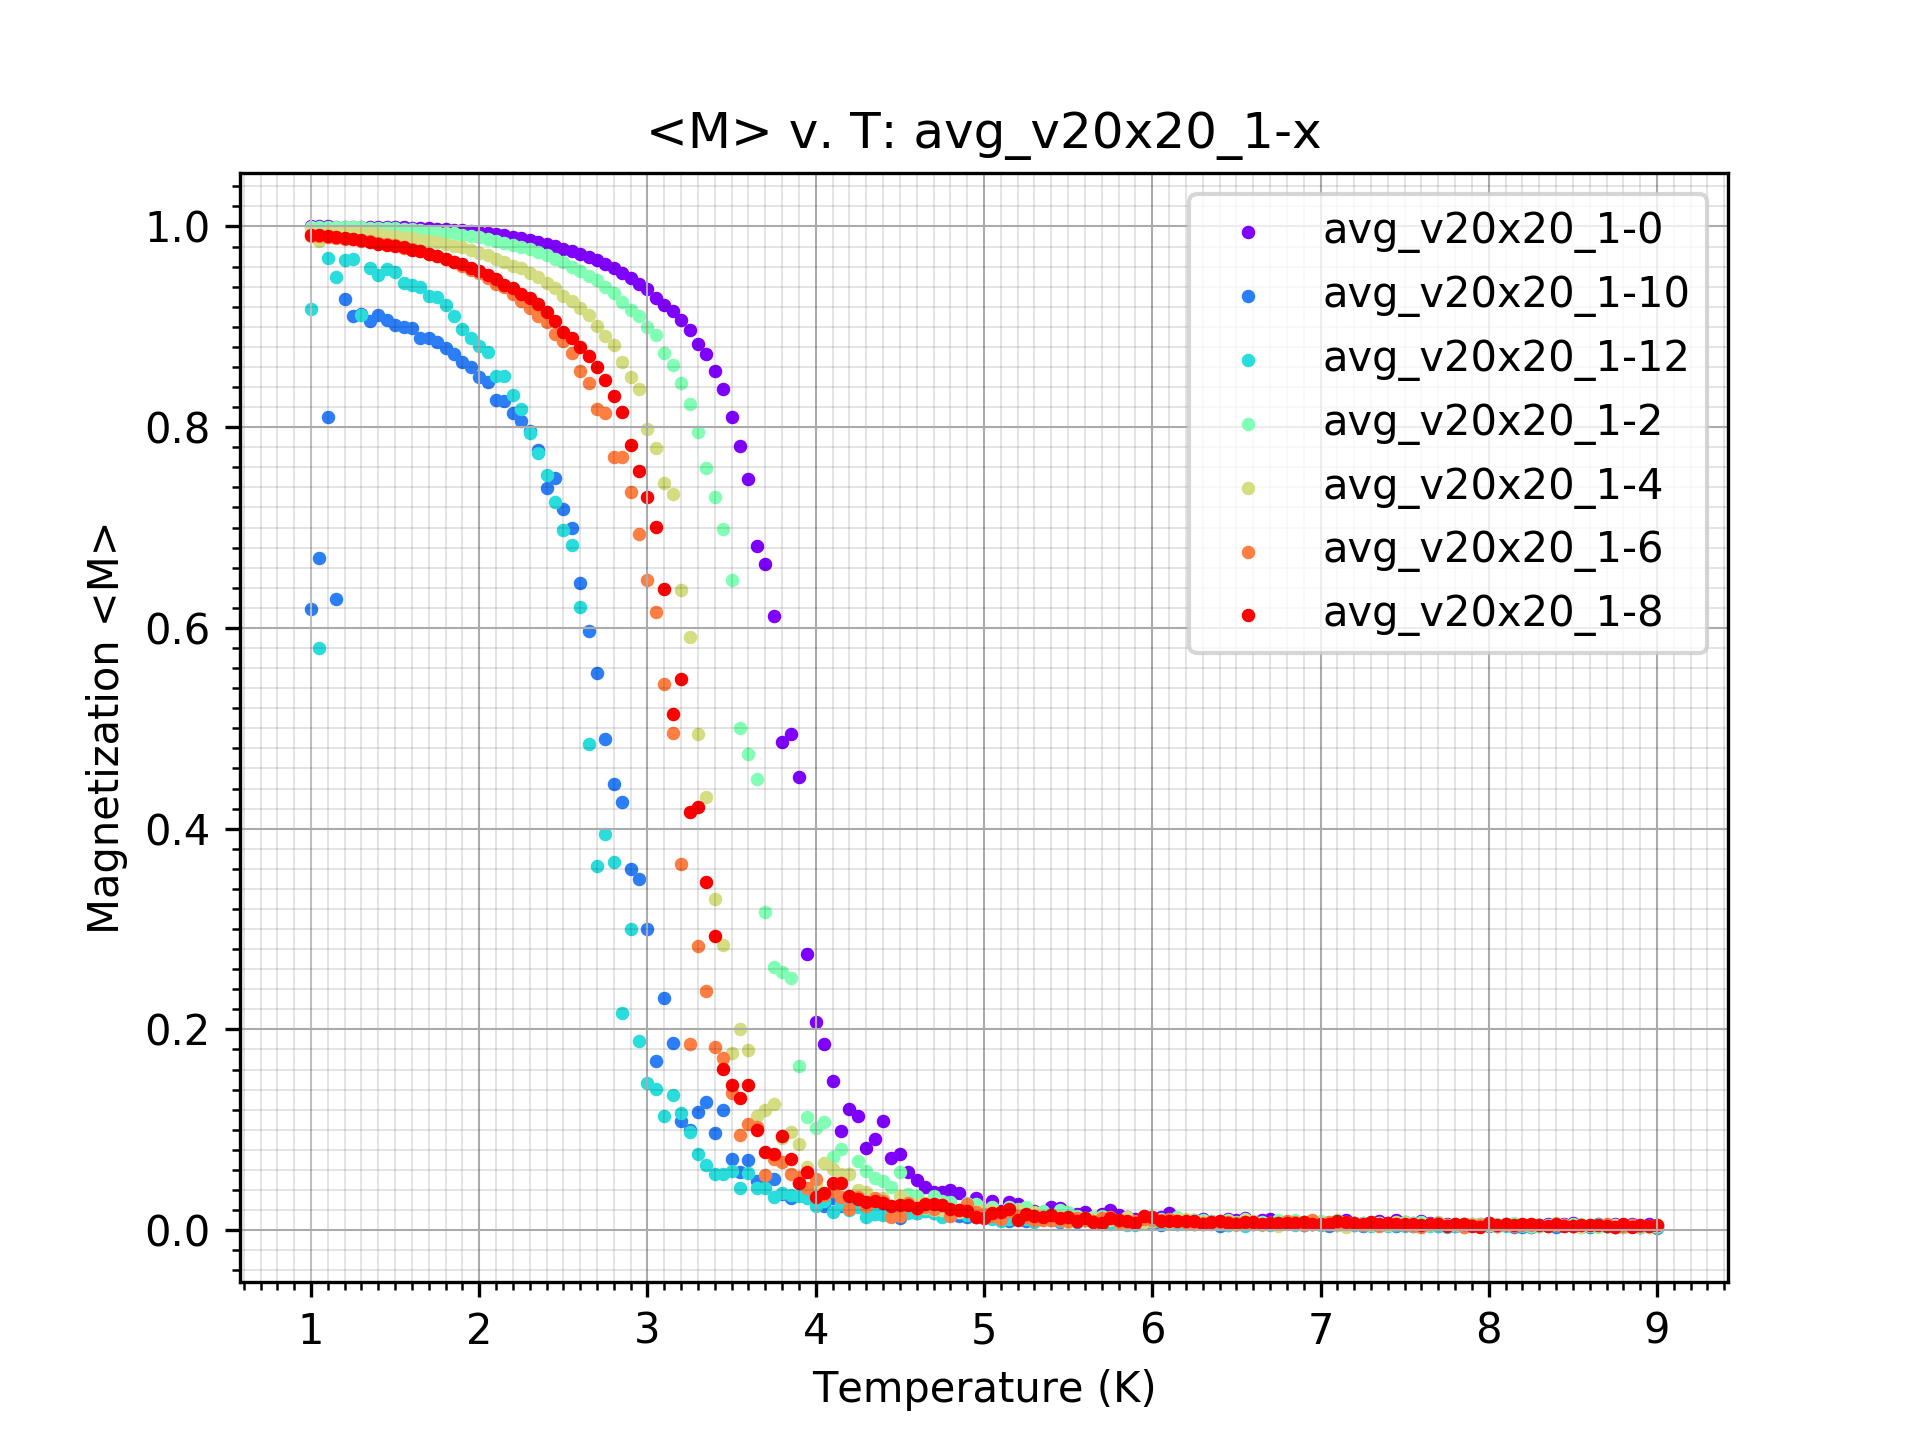 <M> v. T: avg_v20x20_1-x
1.0
0.8
0.6
0.4
0.2
0.0
Magnetization <M>
avg_v20x20_1-0
avg_v20x20_1-10
avg_v20x20_1-12
avg_v20x20_1-2
avg_v20x20_1-4
avg_v20x20_1-6
avg_v20x20_1-8
1 2 3 4 5 6 7 8 9
Temperature (K)